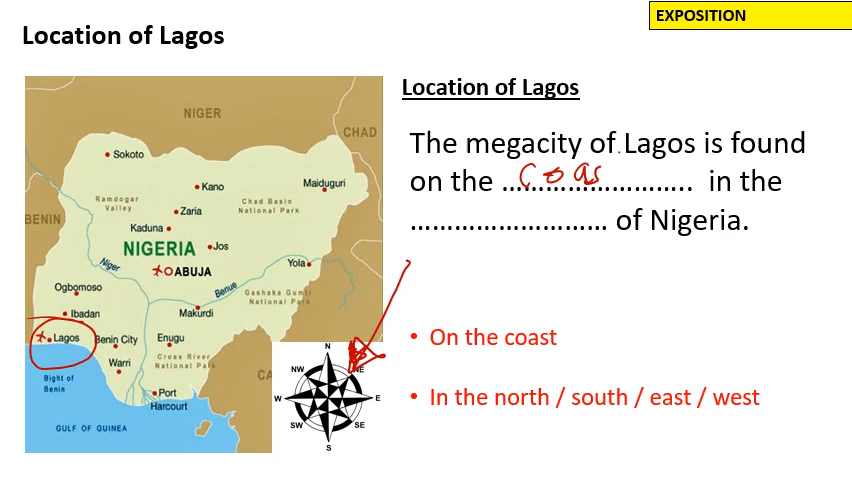 EXPOSITION
Location of Lagos
Location of Lagos
The megacity of Lagos is found
on the ……coas…….. in the
……………………… of Nigeria.
• On the coast
• In the north / south / east / west
NIGER
CHAD
Sokoto
Kano
Maiduguri
Ramdogar
Valley
Zaria
Chad Basin
National Park
BENIN
Kaduna
NIGERIA
Jos
ABUJA
Niger
Yola
Ogbomoso
Benue
Gashaka Gumti
National Park
Makurdi
Ibadan
Lagos
Benin City
Enugu
Cross River
National Park
Warri
CA
Bight of
Benin
Port
Harcourt
GULF OF GUINEA
N
NW
NE
W
E
SW
SE
S